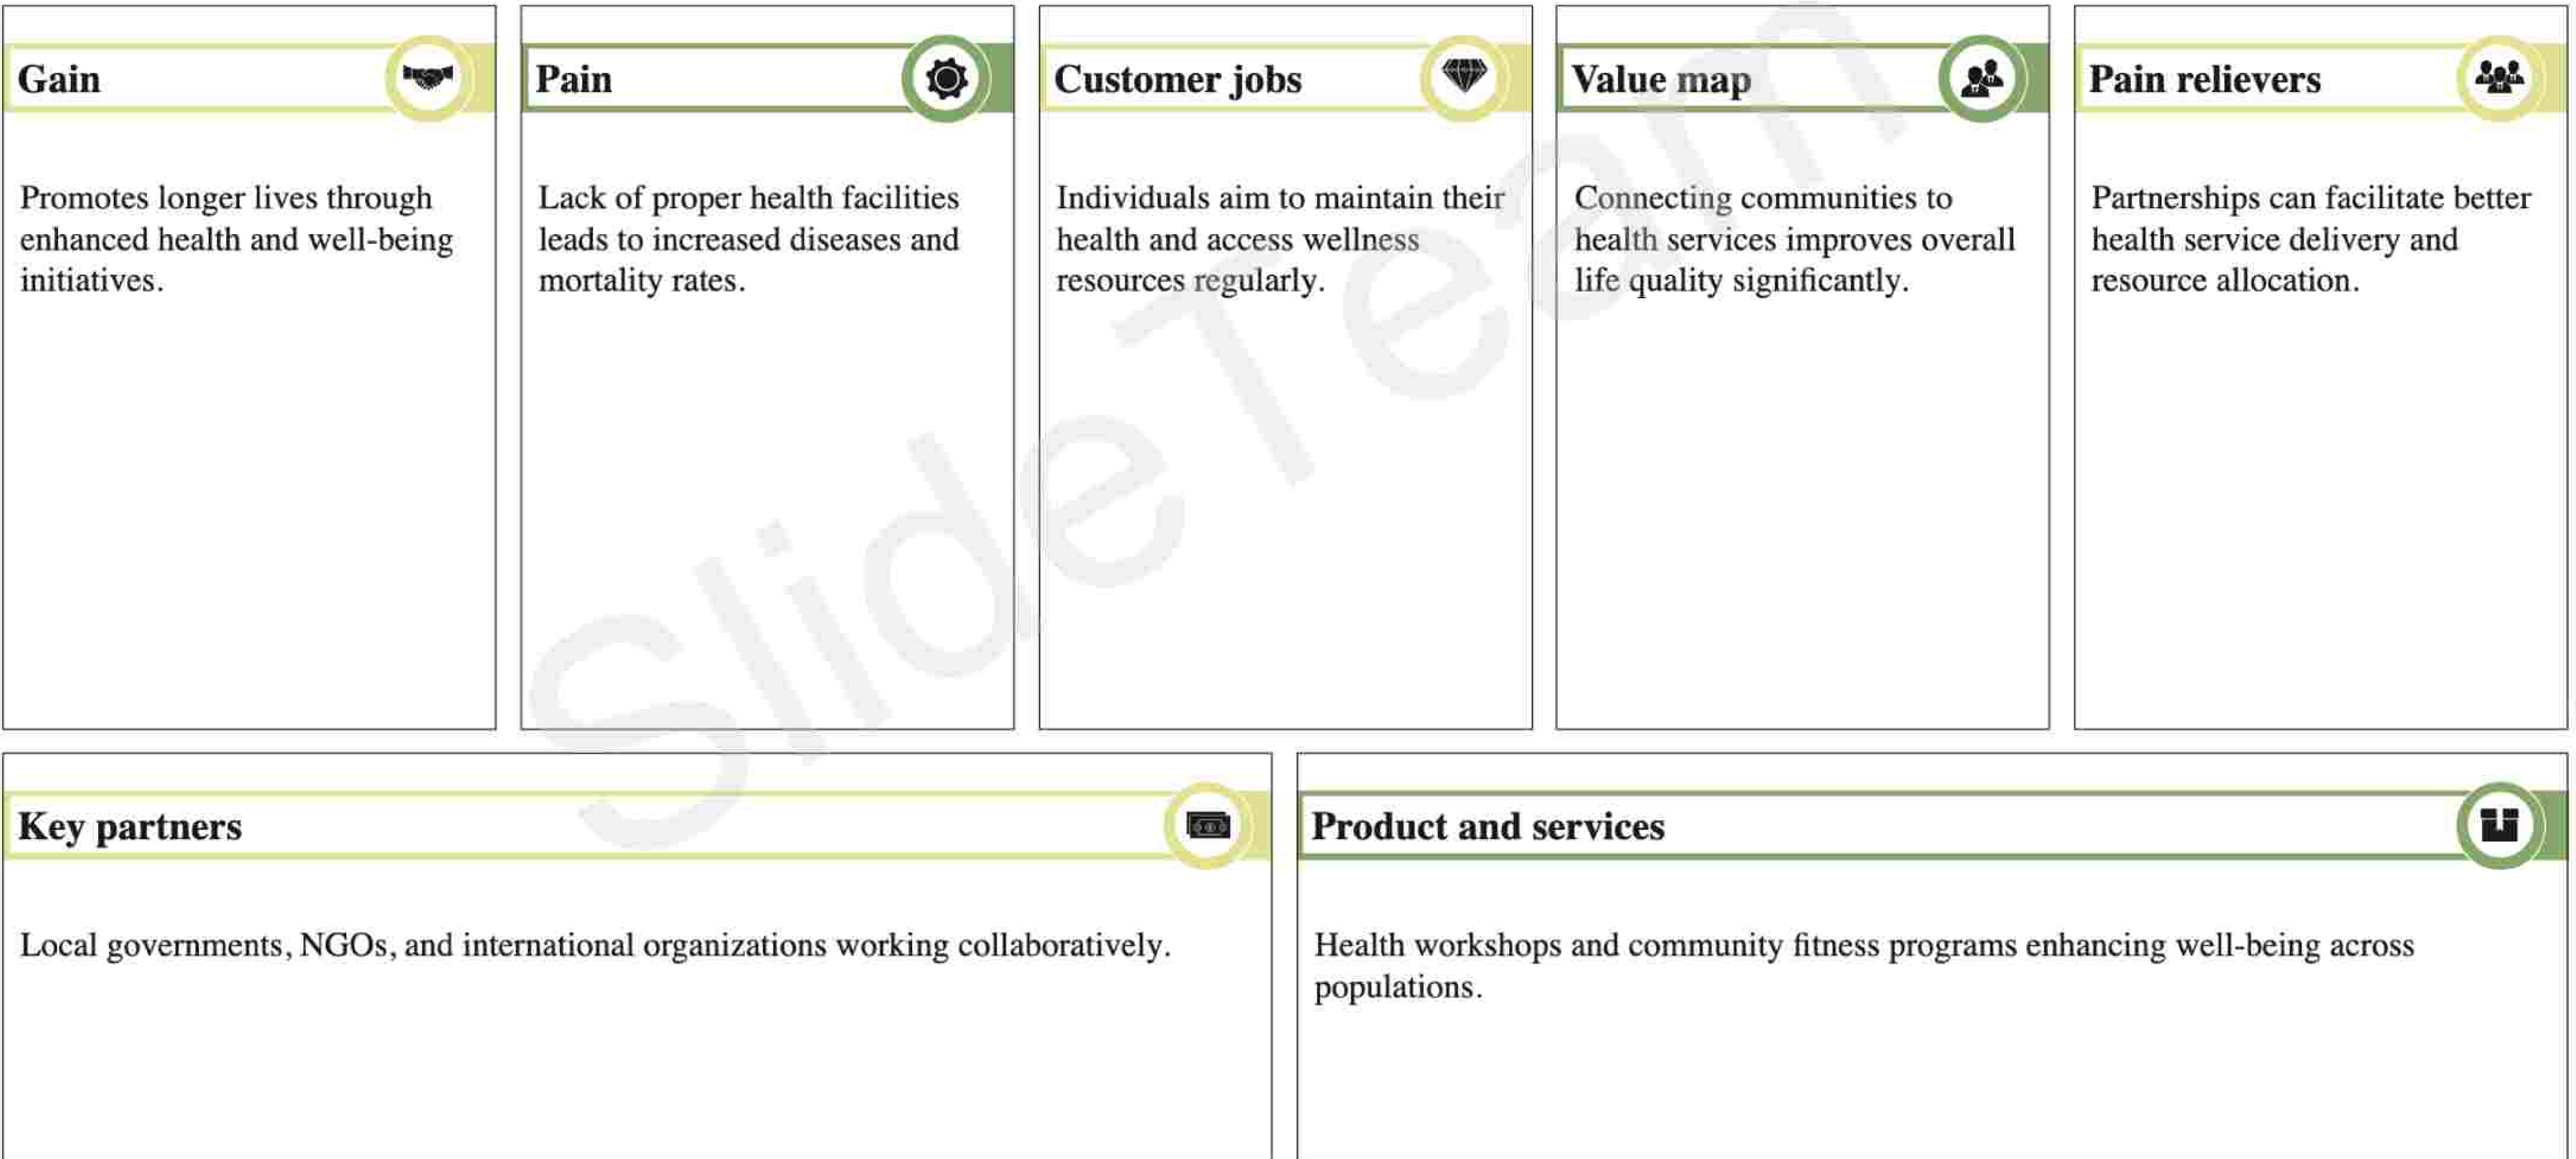 Gain
Promotes longer lives through
enhanced health and well-being
initiatives.
Pain
Lack of proper health facilities
leads to increased diseases and
mortality rates.
Customer jobs
Individuals aim to maintain their
health and access wellness
resources regularly.
Value map
Connecting communities to
health services improves overall
life quality significantly.
Pain relievers
Partnerships can facilitate better
health service delivery and
resource allocation.
Key partners
Local governments, NGOs, and international organizations working collaboratively.
Product and services
Health workshops and community fitness programs enhancing well-being across
populations.
SlideTeam